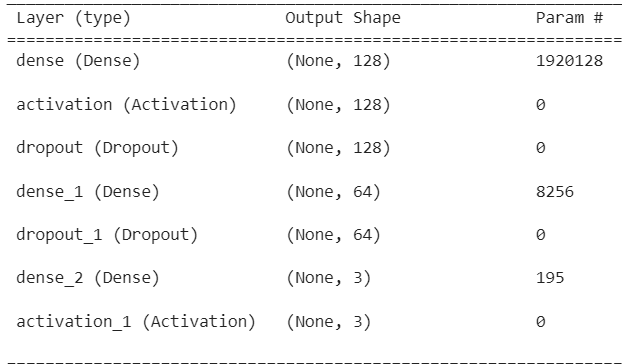 Layer (type) Output Shape Param #
=================================================================
dense (Dense) (None, 128) 1920128
activation (Activation) (None, 128) 0
dropout (Dropout) (None, 128) 0
dense_1 (Dense) (None, 64) 8256
dropout_1 (Dropout) (None, 64) 0
dense_2 (Dense) (None, 3) 195
activation_1 (Activation) (None, 3) 0